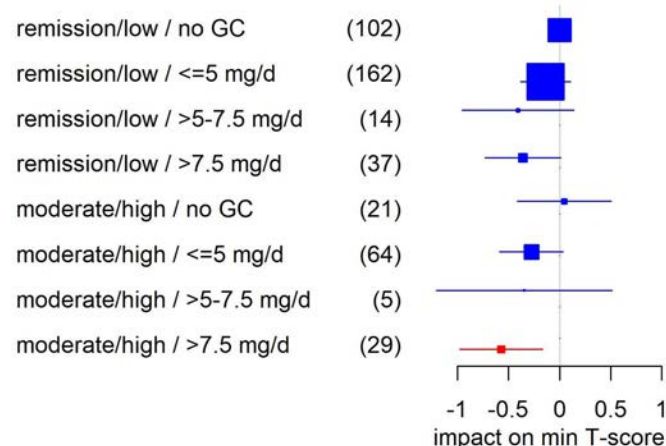 remission/low / no GC (102)
remission/low / <=5 mg/d (162)
remission/low / >5-7.5 mg/d (14)
remission/low / >7.5 mg/d (37)
moderate/high / no GC (21)
moderate/high / <=5 mg/d (64)
moderate/high / >5-7.5 mg/d (5)
moderate/high / >7.5 mg/d (29)
-1 -0.5 0 0.5 1
impact on min T-score